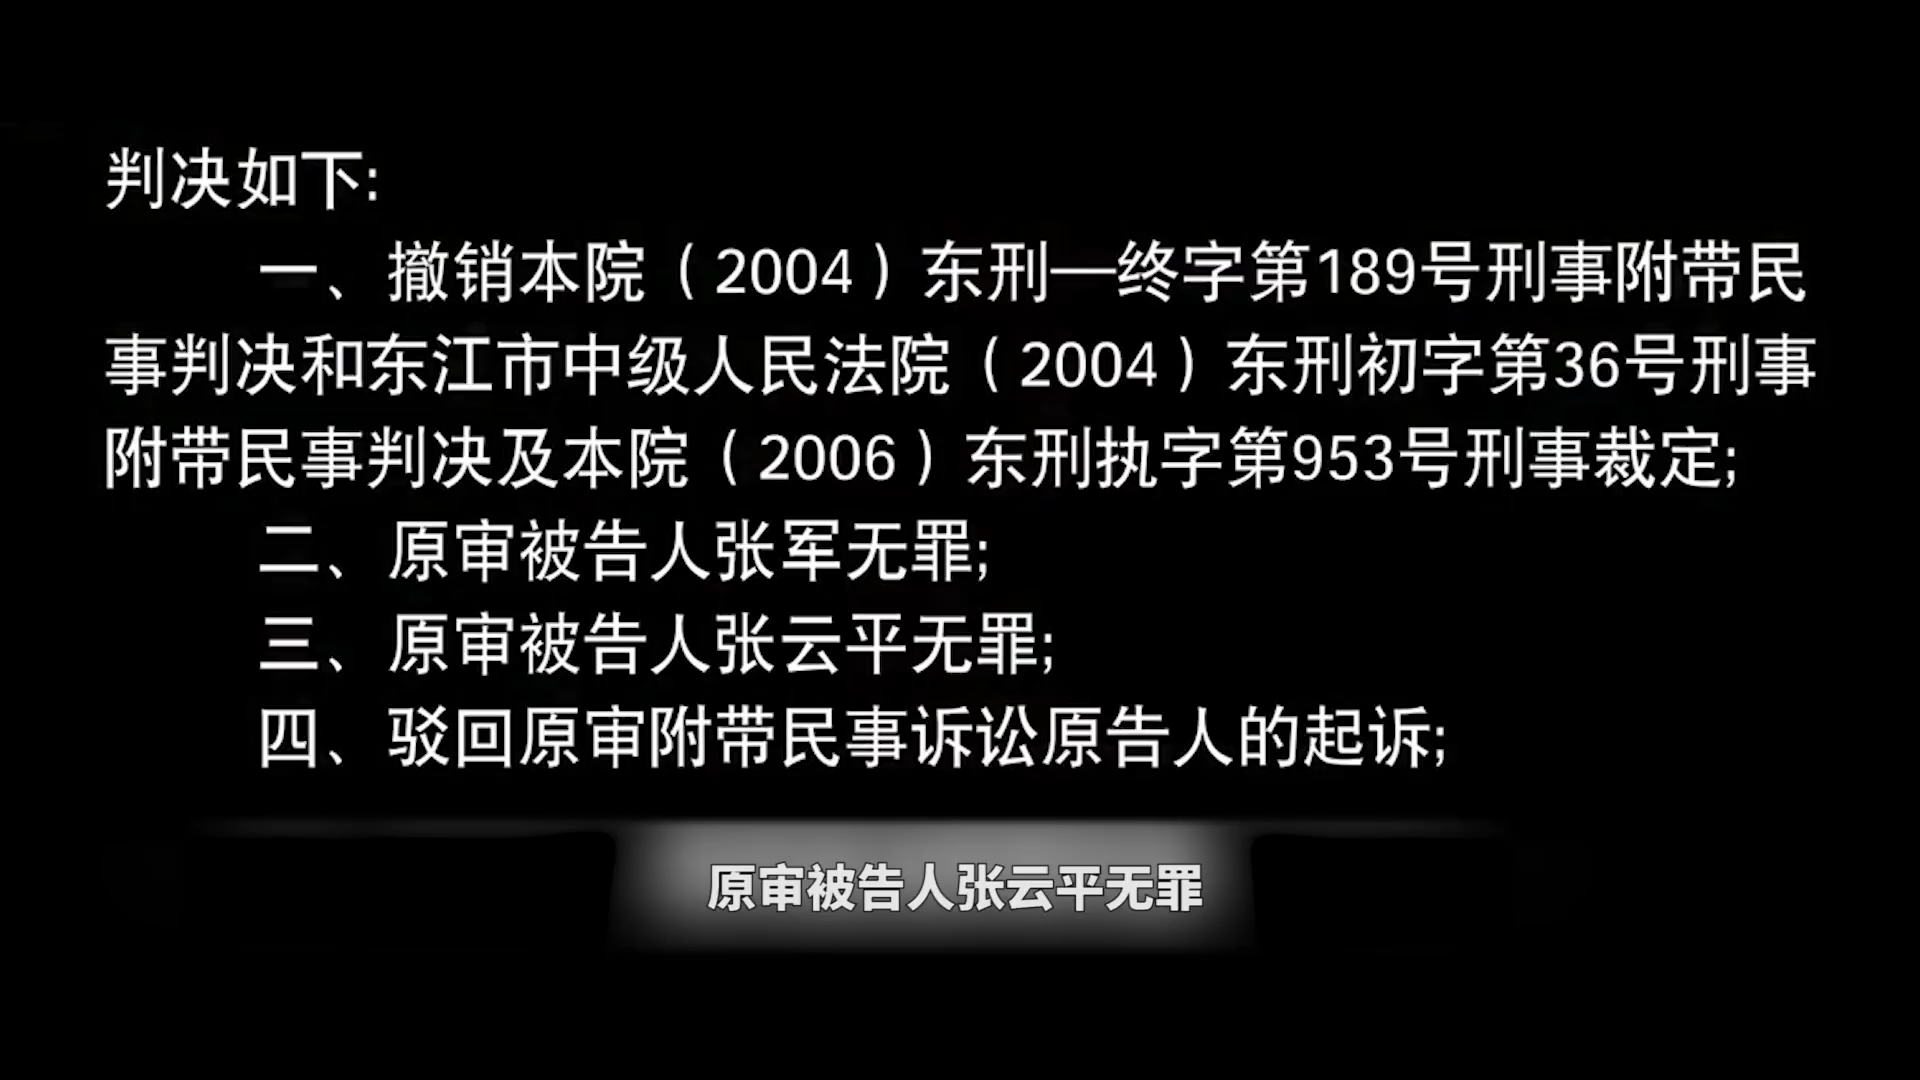 判决如下:
一、撤销本院（2004）东刑一终字第189号刑事附带民
事判决和东江市中级人民法院（2004）东刑初字第36号刑事
附带民事判决及本院（2006）东刑执字第953号刑事裁定;
二、原审被告人张军无罪;
三、原审被告人张云平无罪;
四、驳回原审附带民事诉讼原告人的起诉;
原审被告人张云平无罪